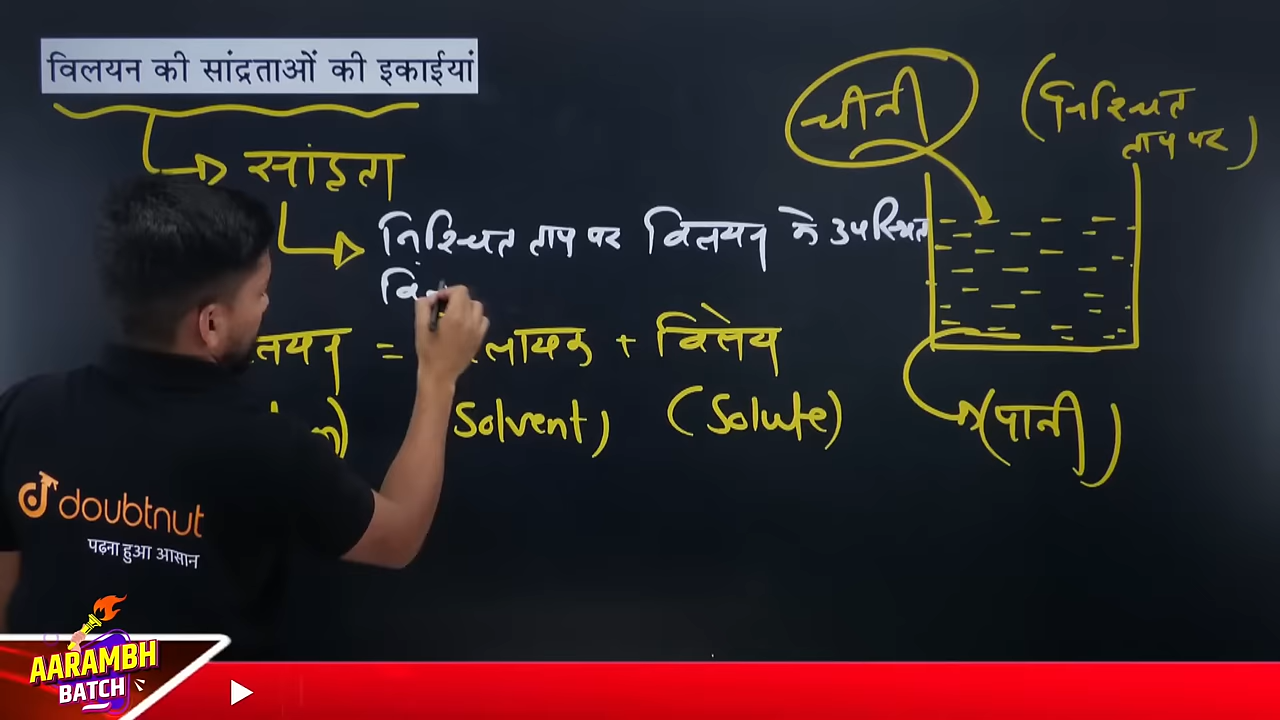 विलयन की सांद्रताओं की इकाईयां
चीनी
(निश्चित
ताप पर)
सांद्रता
निश्चित ताप पर विलयन के उपस्थित
= + विलेय
Solvent) (Solute)
(पानी)
doubtnut
पढ़ना हुआ आसान
AARAMBH
BATCH